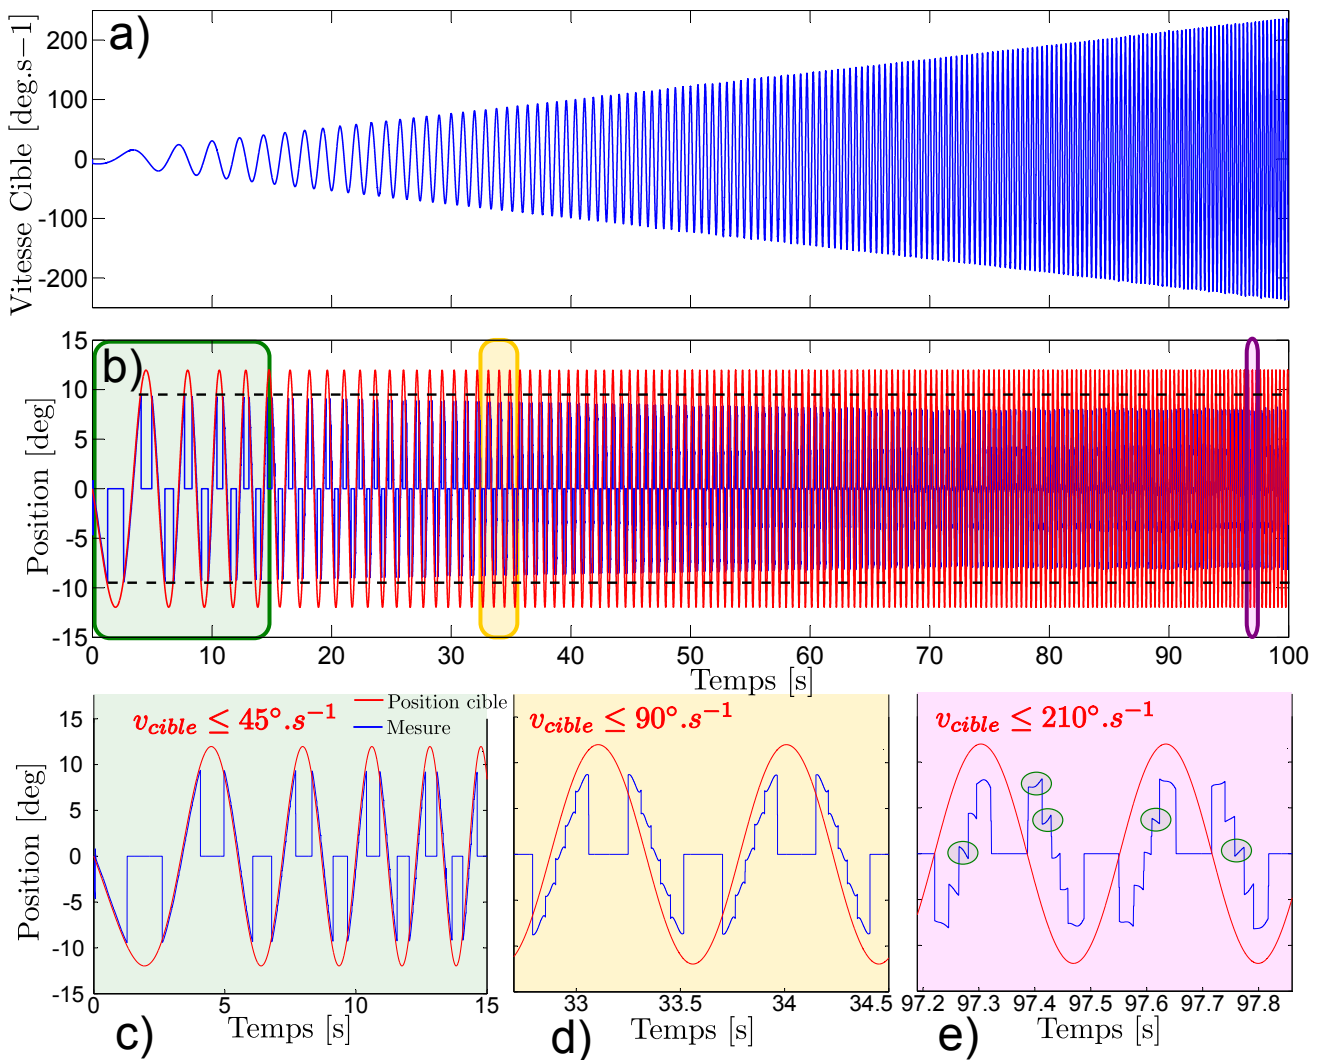 a)
Vitesse Cible [deg.s−1]
200
100
0
-100
-200
b)
Position [deg]
15
10
5
0
-5
-10
-15
0 10 20 30 40 50 60 70 80 90 100
Temps [s]
v_cible ≤ 45°.s⁻¹
Position cible
Mesure
Position [deg]
15
10
5
0
-5
-10
-15
0 5 10 15
Temps [s]
c)
v_cible ≤ 90°.s⁻¹
33 33.5 34 34.5
Temps [s]
d)
v_cible ≤ 210°.s⁻¹
97.2 97.3 97.4 97.5 97.6 97.7 97.8
Temps [s]
e)